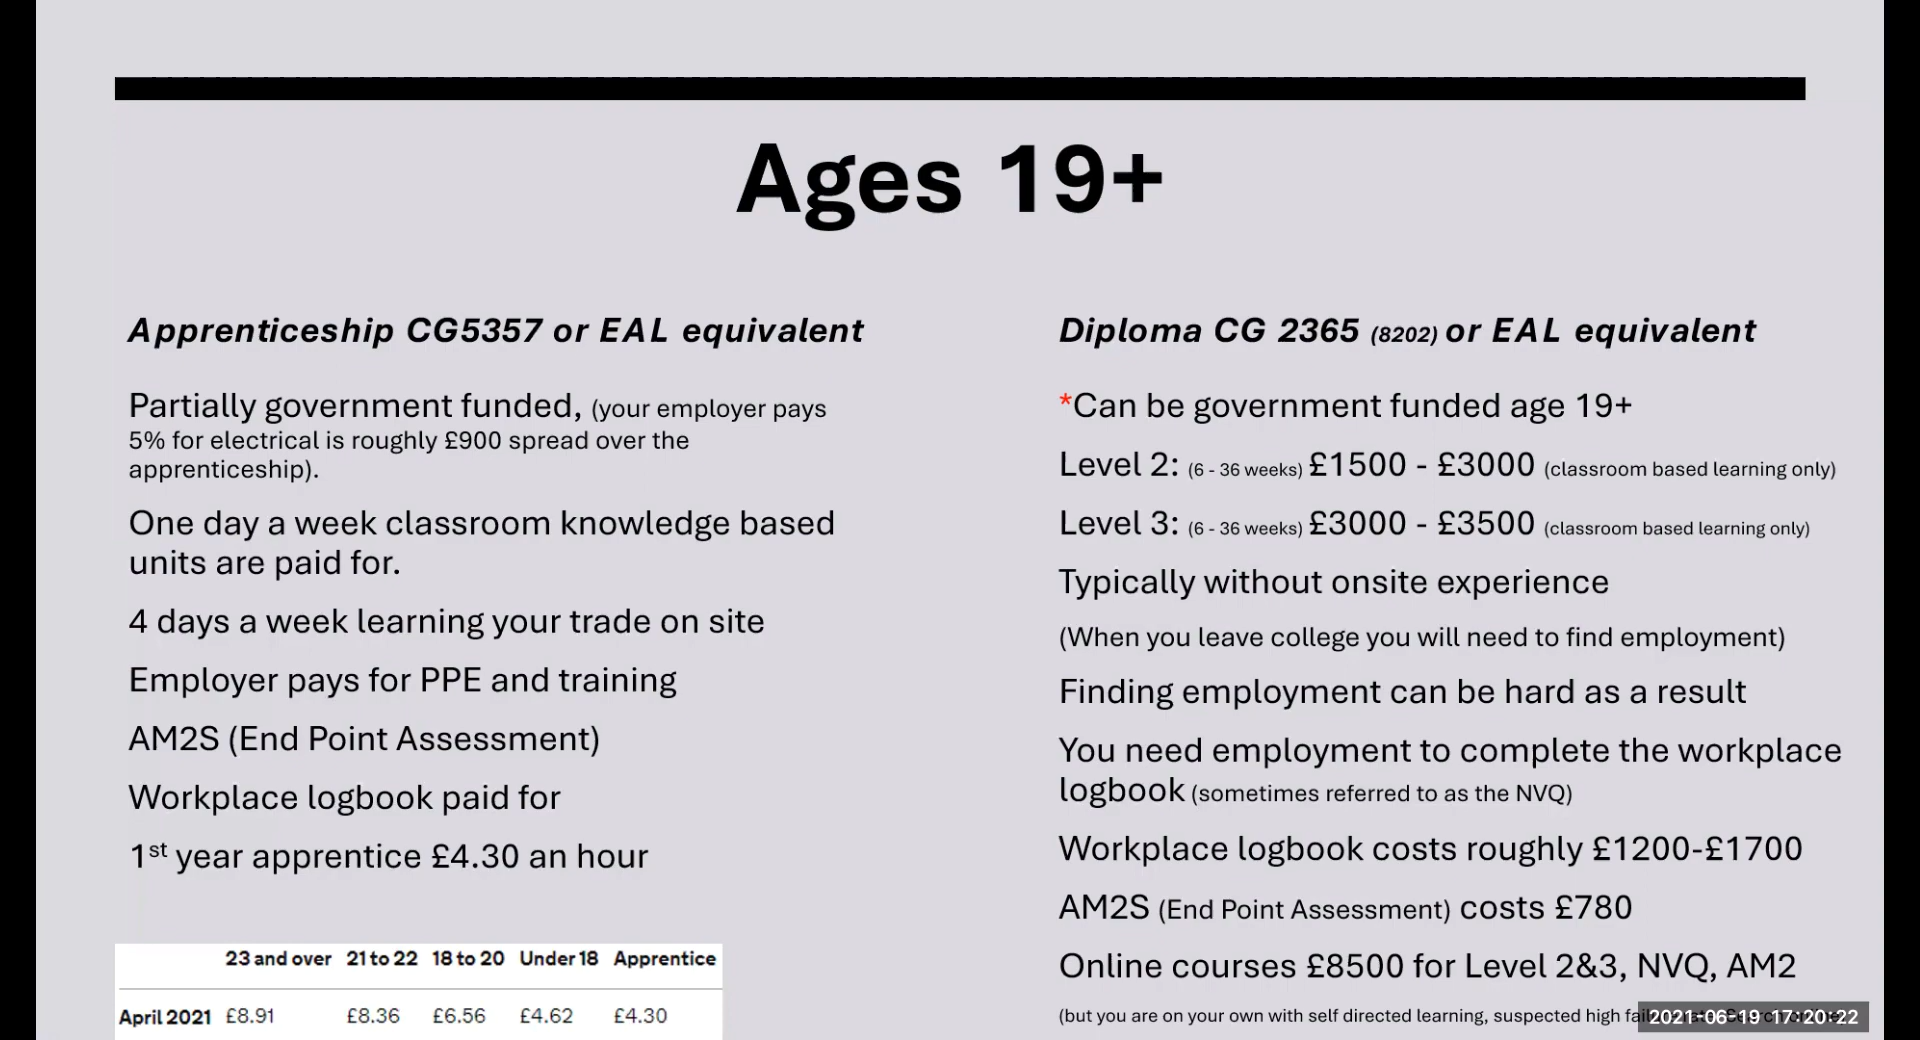 Ages 19+
Apprenticeship CG5357 or EAL equivalent
Partially government funded, (your employer pays
5% for electrical is roughly £900 spread over the
apprenticeship).
One day a week classroom knowledge based
units are paid for.
4 days a week learning your trade on site
Employer pays for PPE and training
AM2S (End Point Assessment)
Workplace logbook paid for
1st year apprentice £4.30 an hour
23 and over 21 to 22 18 to 20 Under 18 Apprentice
April 2021 £8.91 £8.36 £6.56 £4.62 £4.30
Diploma CG 2365 (8202) or EAL equivalent
*Can be government funded age 19+
Level 2: (6 - 36 weeks) £1500 - £3000 (classroom based learning only)
Level 3: (6 - 36 weeks) £3000 - £3500 (classroom based learning only)
Typically without onsite experience
(When you leave college you will need to find employment)
Finding employment can be hard as a result
You need employment to complete the workplace
logbook (sometimes referred to as the NVQ)
Workplace logbook costs roughly £1200-£1700
AM2S (End Point Assessment) costs £780
Online courses £8500 for Level 2&3, NVQ, AM2
(but you are on your own with self directed learning, suspected high
2021-06-19 17:20:22